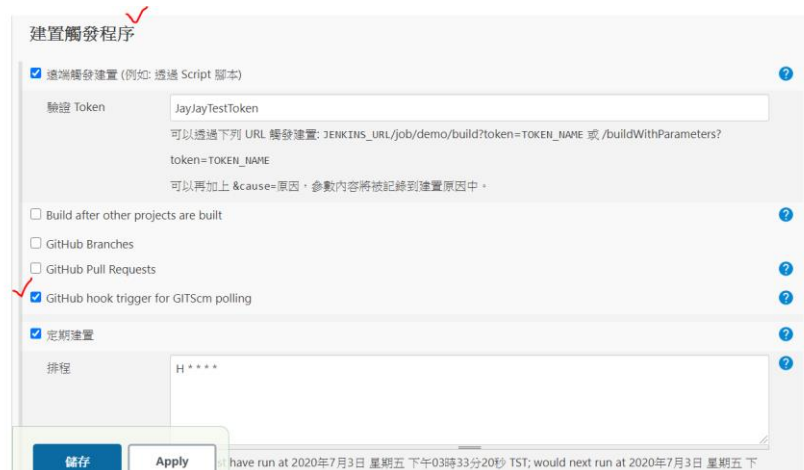 建置觸發程序
遠端觸發建置 (例如: 透過 Script 腳本)
驗證 Token
JayJayTestToken
可以透過下列 URL 觸發建置: JENKINS_URL/job/demo/build?token=TOKEN_NAME 或 /buildWithParameters?
token=TOKEN_NAME
可以再加上 &cause=原因，參數內容將被記錄到建置原因中。
Build after other projects are built
GitHub Branches
GitHub Pull Requests
GitHub hook trigger for GITScm polling
定期建置
排程
H * * * *
儲存
Apply
have run at 2020年7月3日 星期五 下午03時33分20秒 TST; would next run at 2020年7月3日 星期五 下